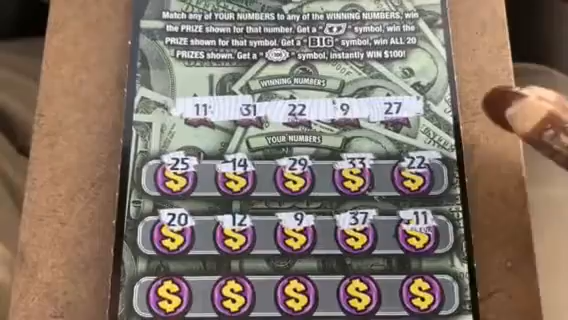 Match any of YOUR NUMBERS to any of the WINNING NUMBERS, win
the PRIZE shown for that number. Get a " " symbol, win the
PRIZE shown for that symbol. Get a "BIG" symbol, win ALL 20
PRIZES shown. Get a " " symbol, instantly WIN $100!
WINNING NUMBERS
11 31 22 9 27
YOUR NUMBERS
25 14 29 33 22
$ $ $ $ $
20 12 9 37 11
$ $ $ $ $
$ $ $ $ $